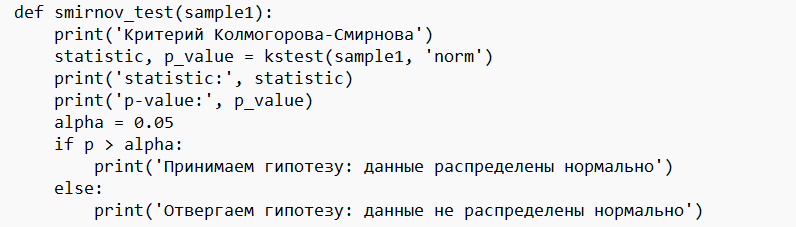 def smirnov_test(sample1):
    print('Критерий Колмогорова-Смирнова')
    statistic, p_value = kstest(sample1, 'norm')
    print('statistic:', statistic)
    print('p-value:', p_value)
    alpha = 0.05
    if p > alpha:
        print('Принимаем гипотезу: данные распределены нормально')
    else:
        print('Отвергаем гипотезу: данные не распределены нормально')